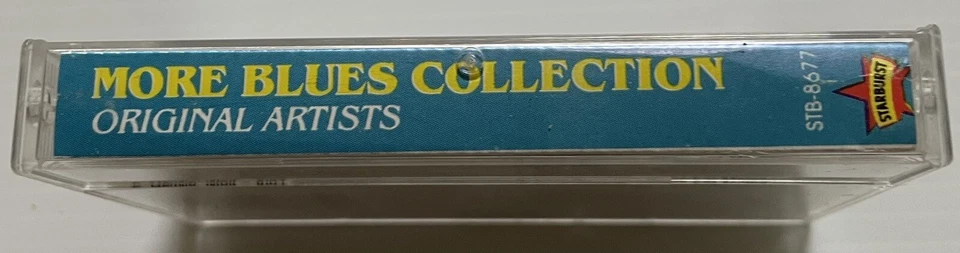 MORE BLUES COLLECTION
ORIGINAL ARTISTS
STB-8677
STARBURST